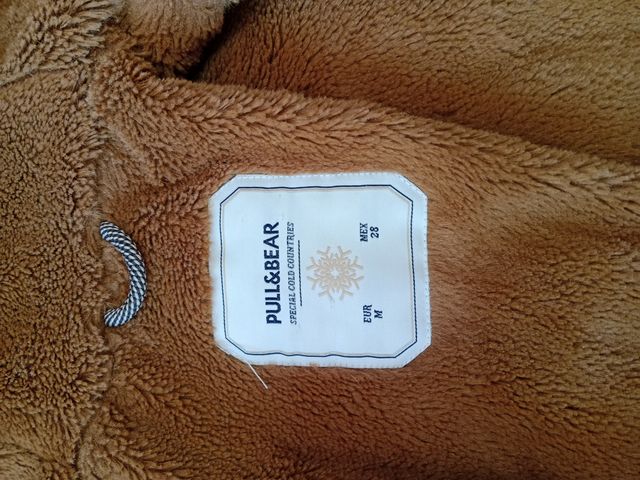 PULL&BEAR
SPECIAL COLD COUNTRIES
EUR MEX
M 28